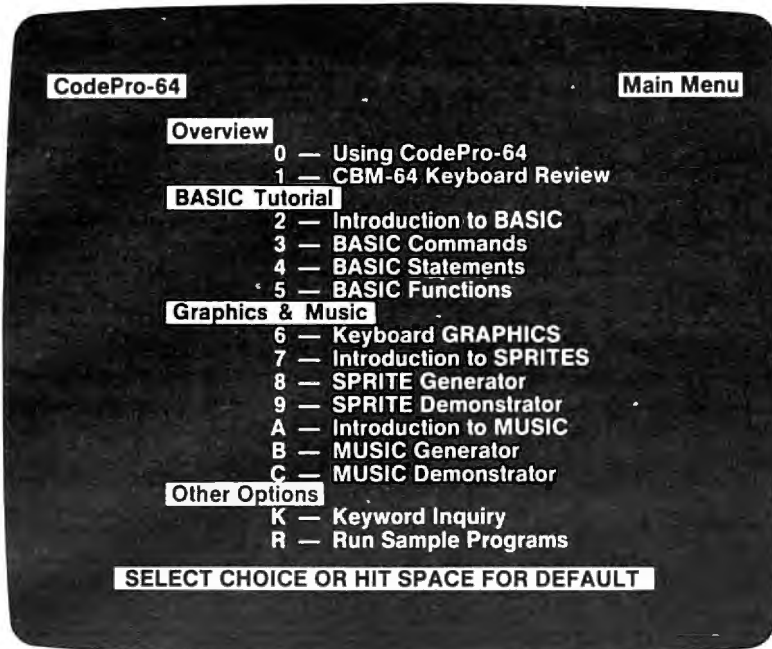 CodePro-64 Main Menu
Overview
0 — Using CodePro-64
1 — CBM-64 Keyboard Review
BASIC Tutorial
2 — Introduction to BASIC
3 — BASIC Commands
4 — BASIC Statements
5 — BASIC Functions
Graphics & Music
6 — Keyboard GRAPHICS
7 — Introduction to SPRITES
8 — SPRITE Generator
9 — SPRITE Demonstrator
A — Introduction to MUSIC
B — MUSIC Generator
C — MUSIC Demonstrator
Other Options
K — Keyword Inquiry
R — Run Sample Programs
SELECT CHOICE OR HIT SPACE FOR DEFAULT